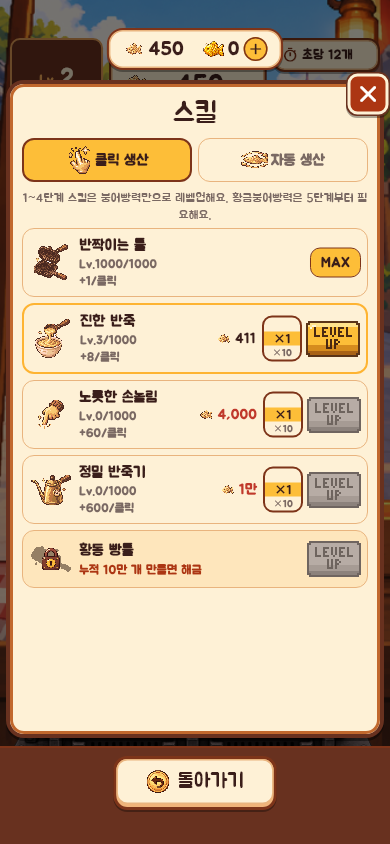 450
0
초당 12개
Lv. 2
450
스킬
클릭 생산
자동 생산
1~4단계 스킬은 붕어빵력만으로 레벨업해요. 황금붕어빵력은 5단계부터 필
요해요.
반짝이는 틀
Lv.1000/1000
+1/클릭
MAX
진한 반죽
Lv.3/1000
+8/클릭
411
×1
×10
LEVEL
UP
노릇한 손놀림
Lv.0/1000
+60/클릭
4,000
×1
×10
LEVEL
UP
정밀 반죽기
Lv.0/1000
+600/클릭
1만
×1
×10
LEVEL
UP
황동 빵틀
누적 10만 개 만들면 해금
LEVEL
UP
돌아가기